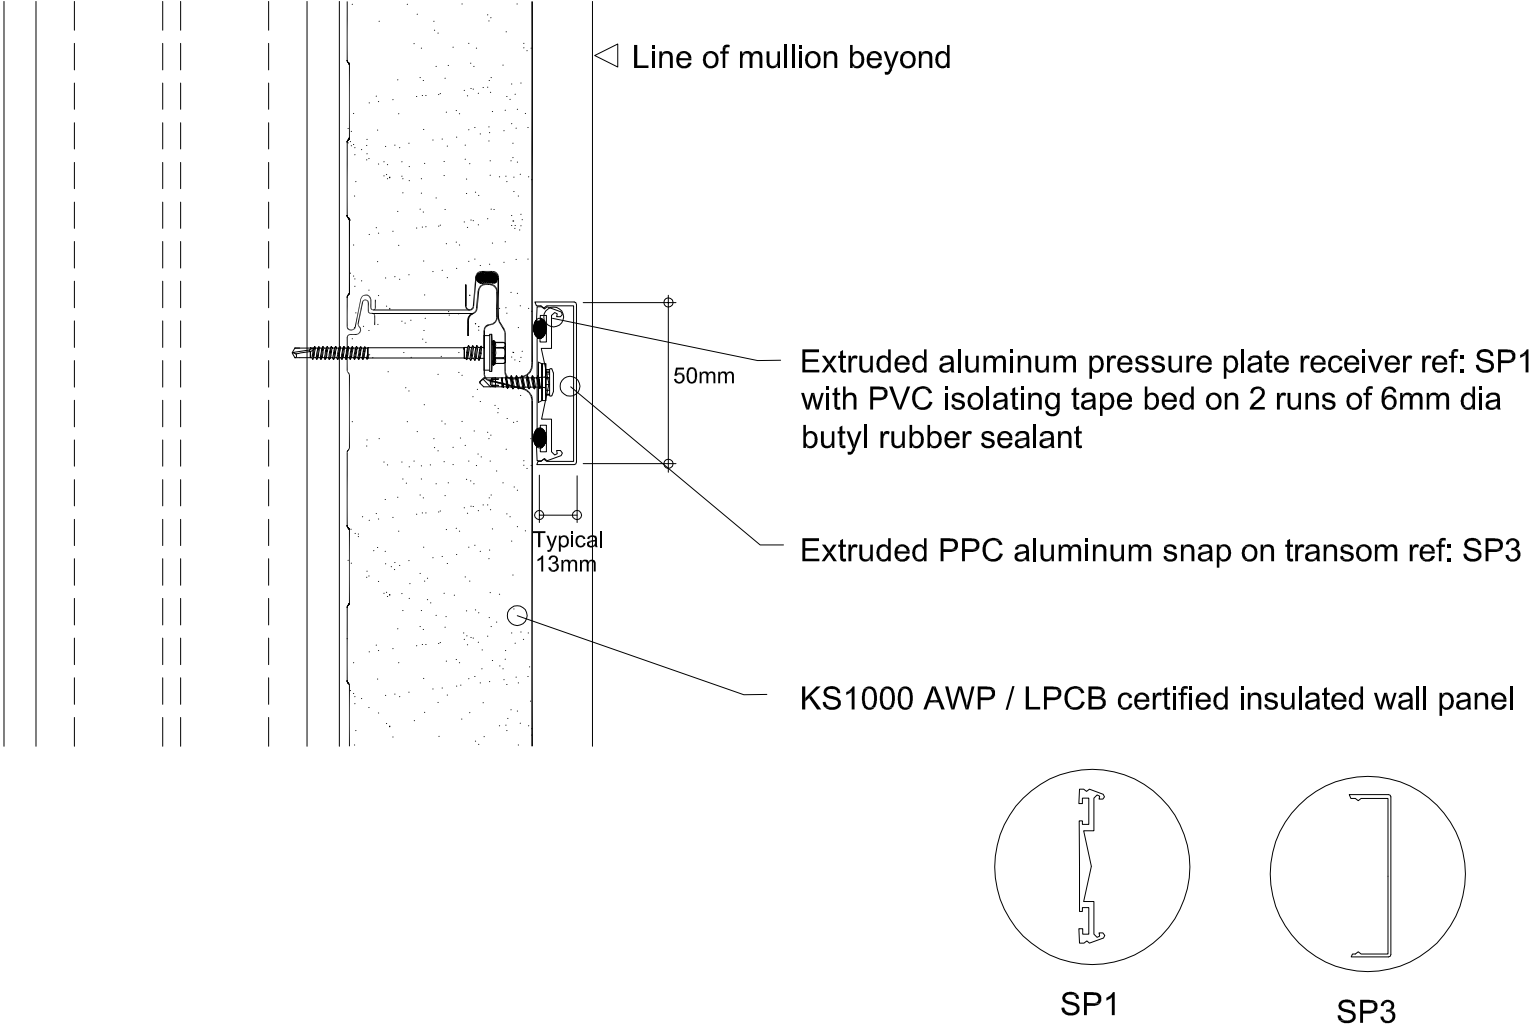 Line of mullion beyond
Extruded aluminum pressure plate receiver ref: SP1
with PVC isolating tape bed on 2 runs of 6mm dia
butyl rubber sealant
50mm
Typical
13mm
Extruded PPC aluminum snap on transom ref: SP3
KS1000 AWP / LPCB certified insulated wall panel
SP1
SP3